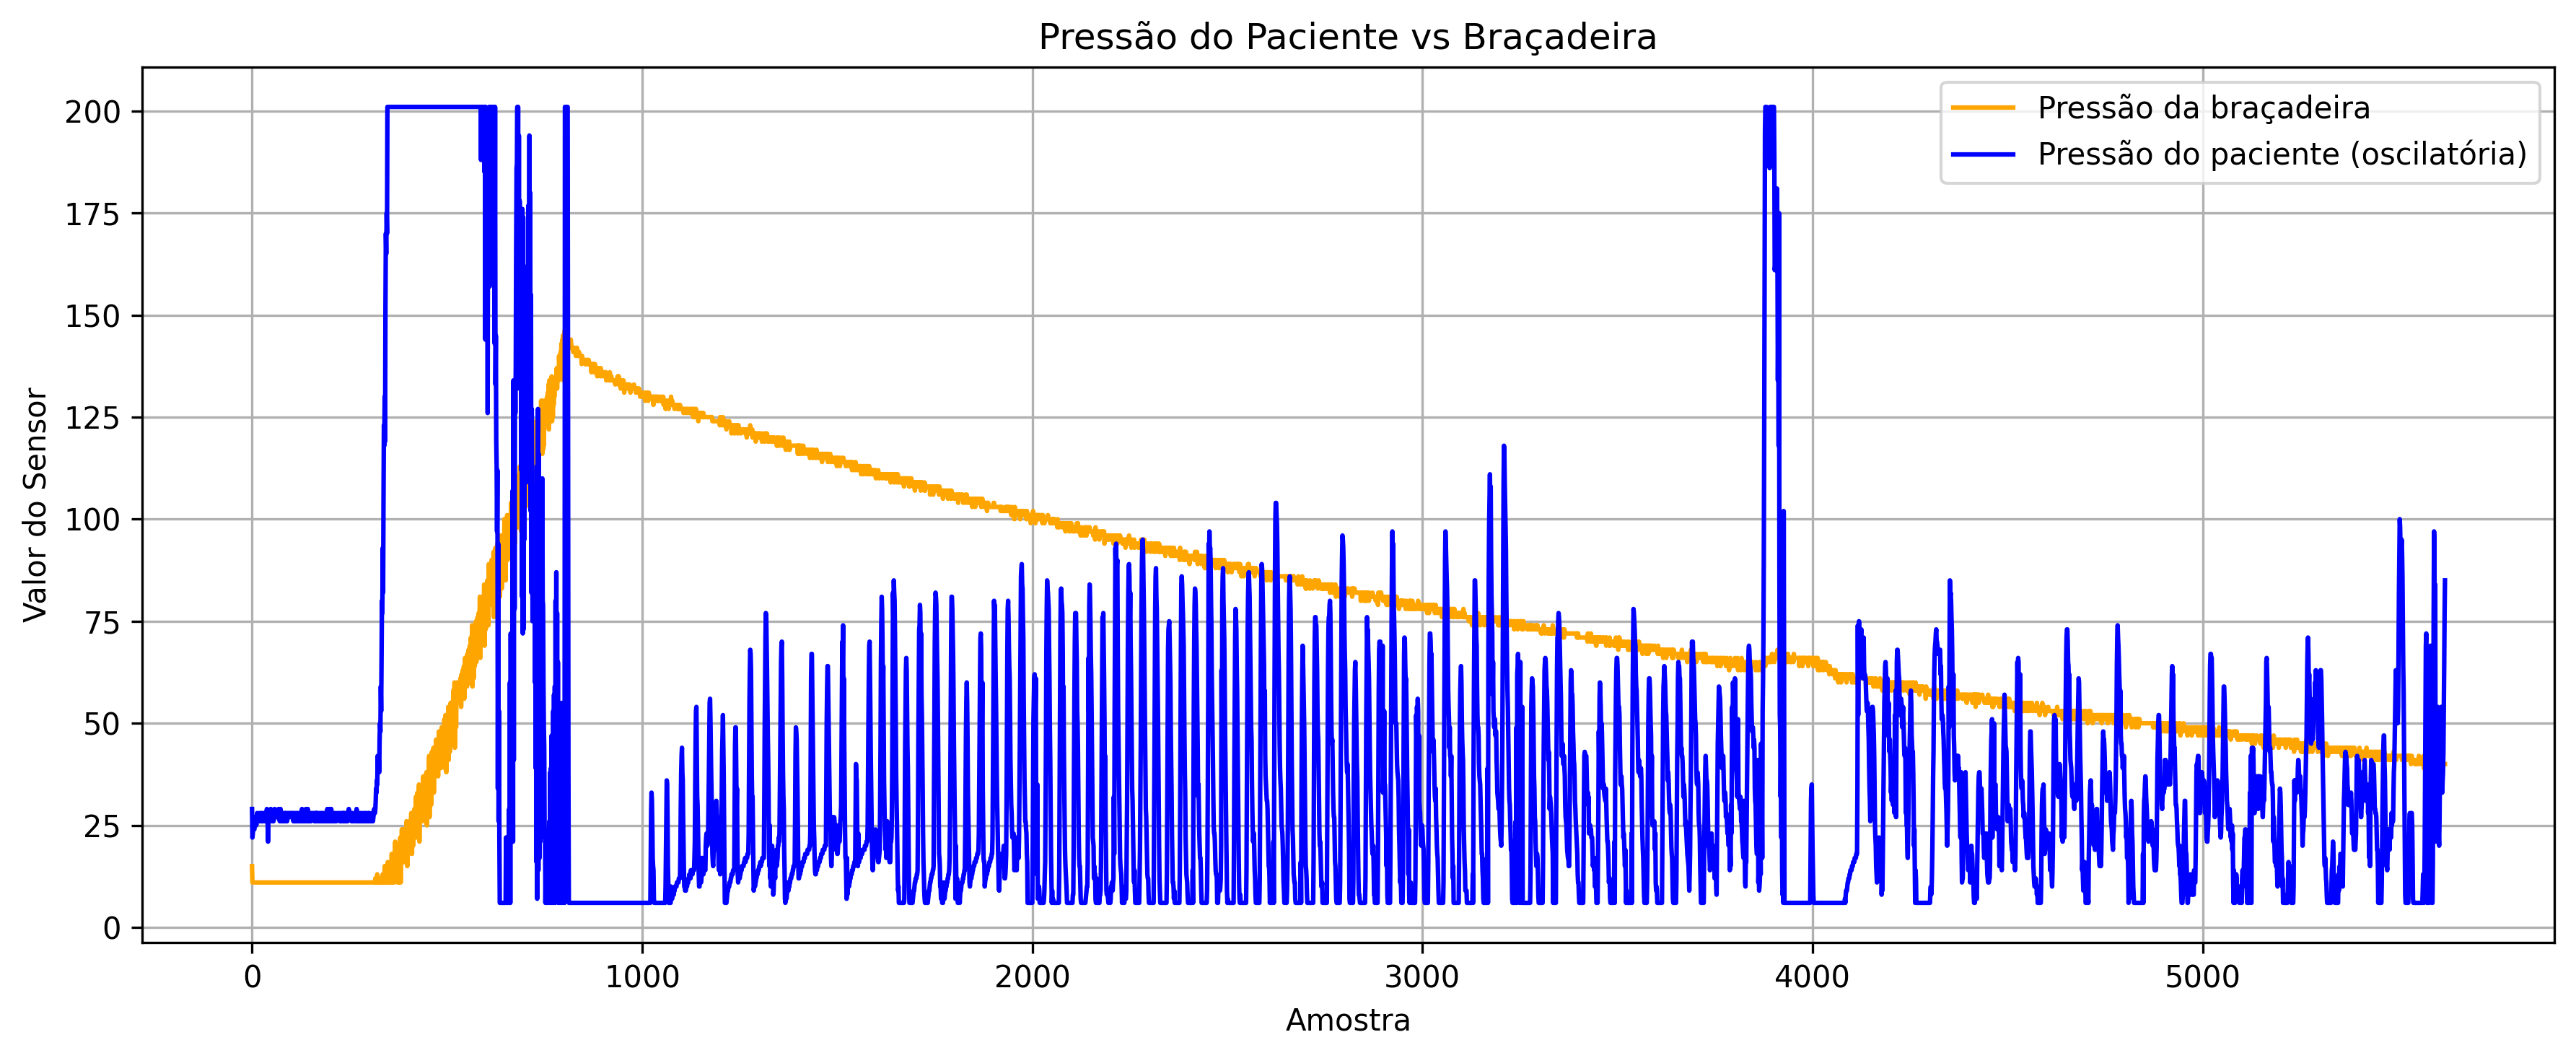 Pressão do Paciente vs Braçadeira
Pressão da braçadeira
Pressão do paciente (oscilatória)
Valor do Sensor
200
175
150
125
100
75
50
25
0
0 1000 2000 3000 4000 5000
Amostra